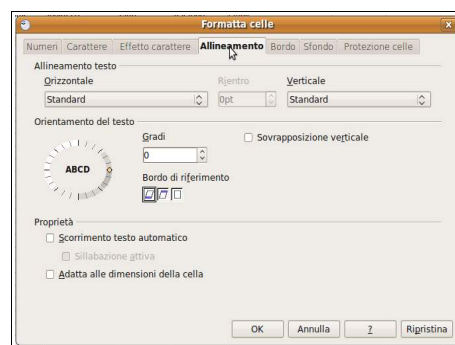 Formatta celle
Numeri Carattere Effetto carattere Allineamento Bordo Sfondo Protezione celle
Allineamento testo
Orizzontale Rientro Verticale
Standard 0pt Standard
Orientamento del testo
Gradi Sovrapposizione verticale
0
ABCD
Bordo di riferimento
Proprietà
Scorrimento testo automatico
Sillabazione attiva
Adatta alle dimensioni della cella
OK Annulla ? Ripristina